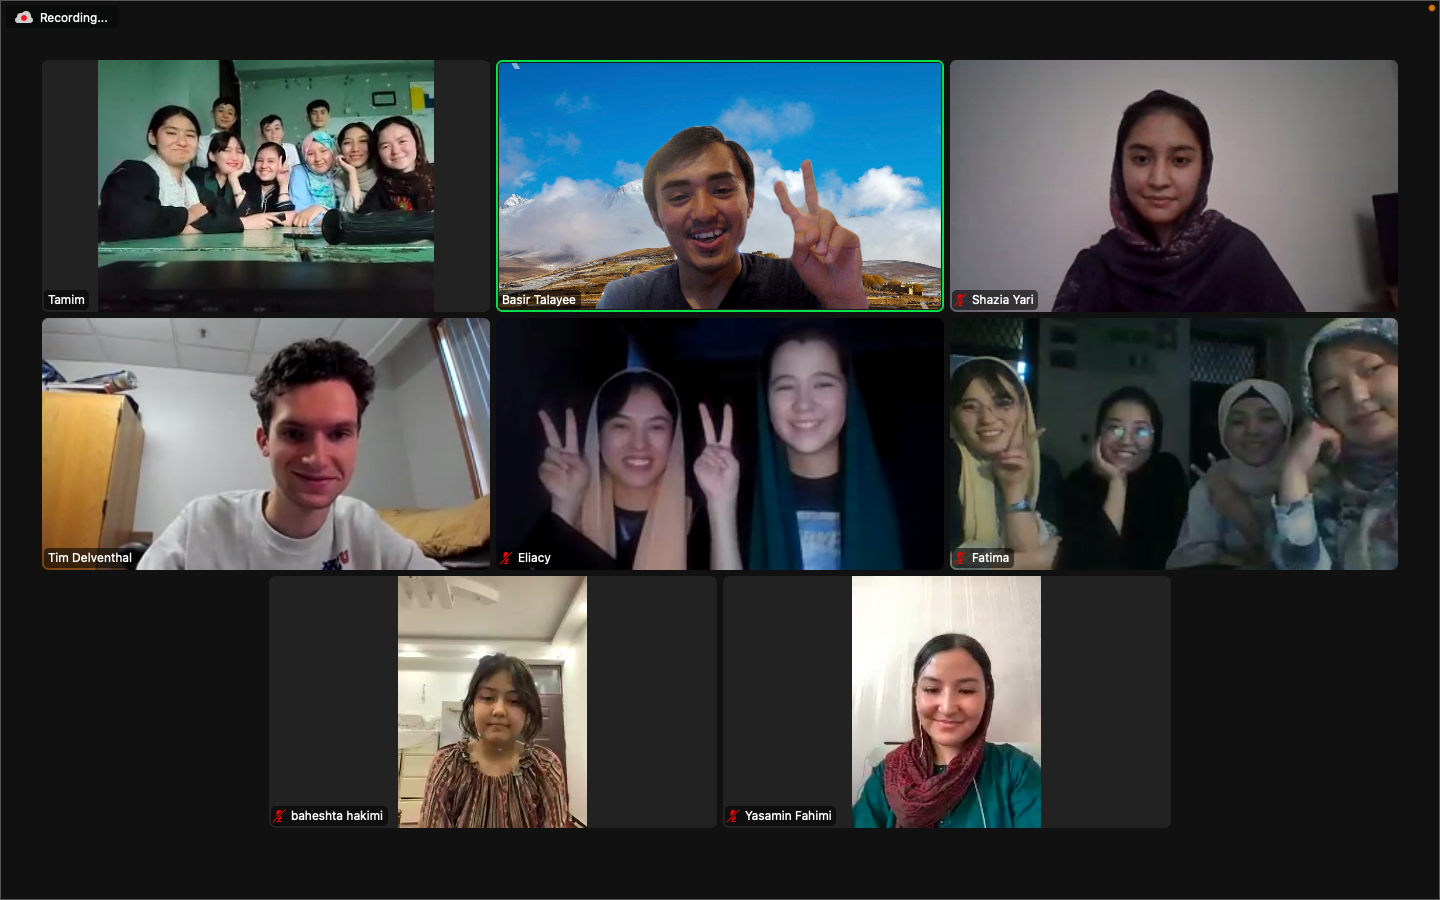 Recording...
Tamim
Basir Talayee
Shazia Yari
Tim Delventhal
Eliacy
Fatima
baheshta hakimi
Yasamin Fahimi